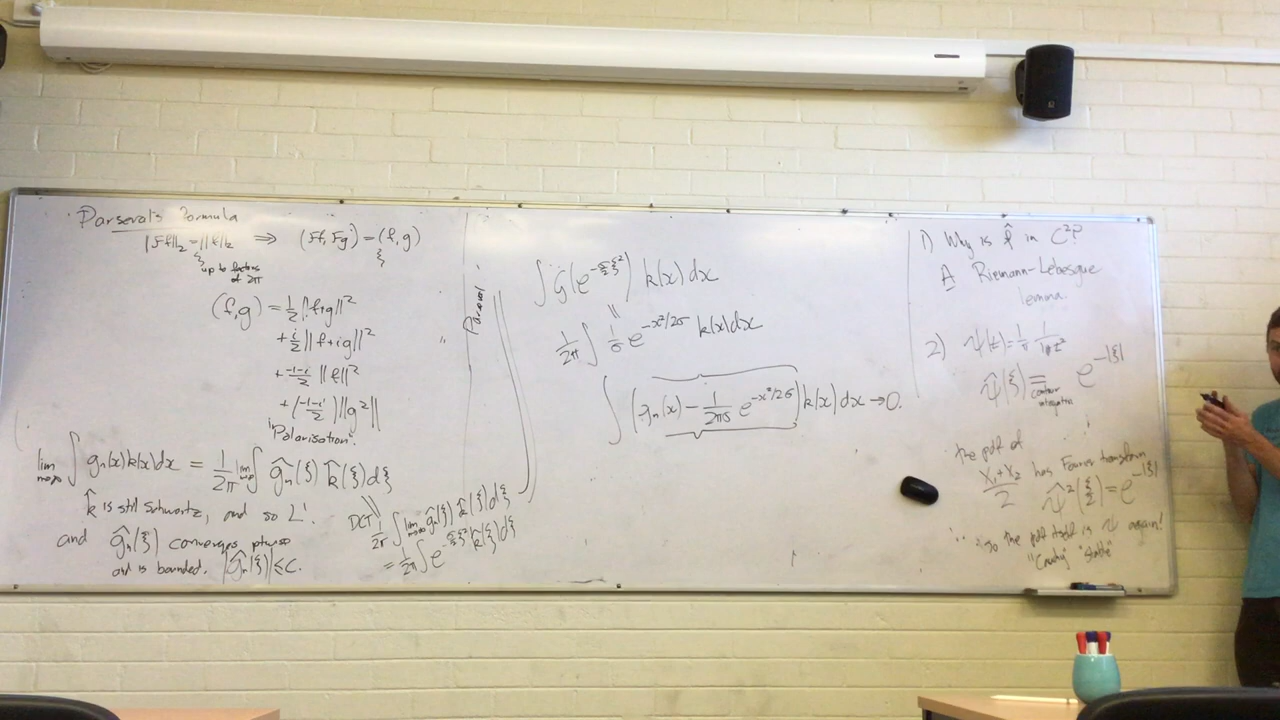 Parseval's Formula
||Ff||₂ = ||f||₂ ⇒ (Ff, Fg) = (f, g)
up to factors
of 2π
(f,g) = 1/2 ||f+g||²
+ i/2 ||f+ig||²
+ (-1-i)/2 ||f||²
+ (-1-i/2) ||g²||
"Polarisation".
lim ∫ gₙ(x) k(x) dx = 1/2π lim ∫ ĝₙ(ξ) k̂(ξ) dξ
k̂ is still Schwartz, and so L¹.
and ĝₙ(ξ) converges ptwise
and is bounded. |ĝₙ(ξ)| ≤ C.
DCT
1/2π ∫ lim ĝₙ(ξ) k̂(ξ) dξ
= 1/2π ∫ e^{-σ/2 ξ²} k̂(ξ) dξ
Parseval
∫ G(e^{-σ/2 ξ²}) k(x) dx
||
1/2π ∫ 1/σ e^{-x²/2σ} k(x) dx
∫ (gₙ(x) - 1/2πσ e^{-x²/2σ}) k(x) dx → 0.
1) Why is f̂ in C²?
A Riemann-Lebesgue
lemma.
2) ψ(x) = 1/π 1/1+x²
ψ̂(ξ) = e^{-|ξ|}
contour
integration
the pdf of
X₁+X₂/2 has Fourier transform
ψ̂²(ξ/2) = e^{-|ξ|}
so the pdf itself is ψ again!
"Cauchy" "Stable"